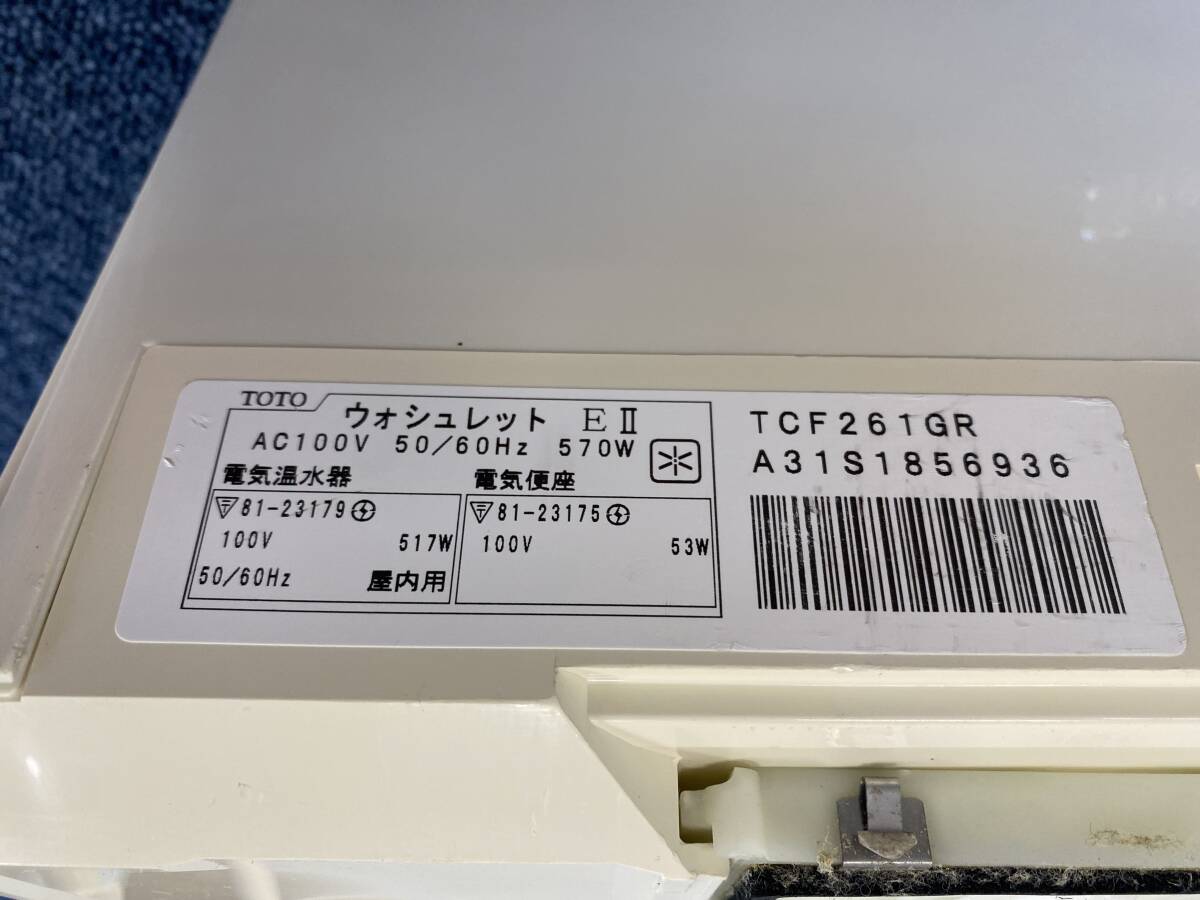 TOTO
ウォシュレット EⅡ
AC100V 50/60Hz 570W
電気温水器
81-23179
100V 517W
50/60Hz 屋内用
電気便座
81-23175
100V 53W
TCF261GR
A31S1856936